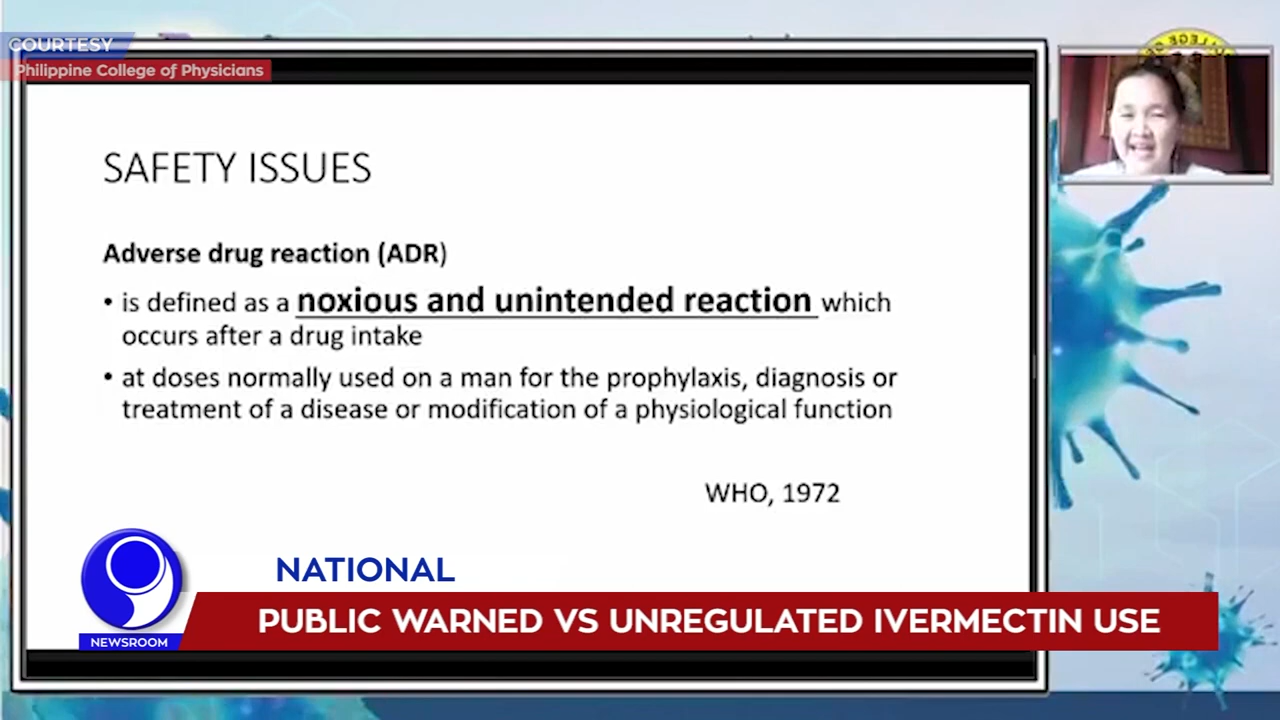 COURTESY
Philippine College of Physicians
SAFETY ISSUES
Adverse drug reaction (ADR)
• is defined as a noxious and unintended reaction which
occurs after a drug intake
• at doses normally used on a man for the prophylaxis, diagnosis or
treatment of a disease or modification of a physiological function
WHO, 1972
NATIONAL
PUBLIC WARNED VS UNREGULATED IVERMECTIN USE
NEWSROOM